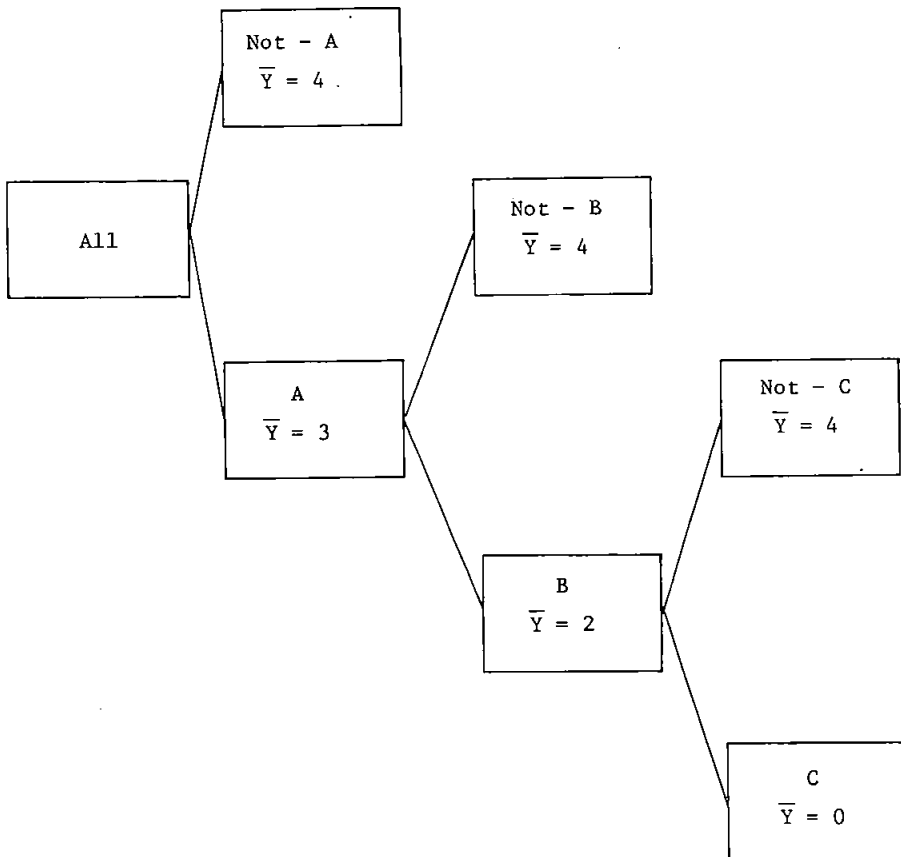 Not - A
Y̅ = 4
All
Not - B
Y̅ = 4
A
Y̅ = 3
Not - C
Y̅ = 4
B
Y̅ = 2
C
Y̅ = 0